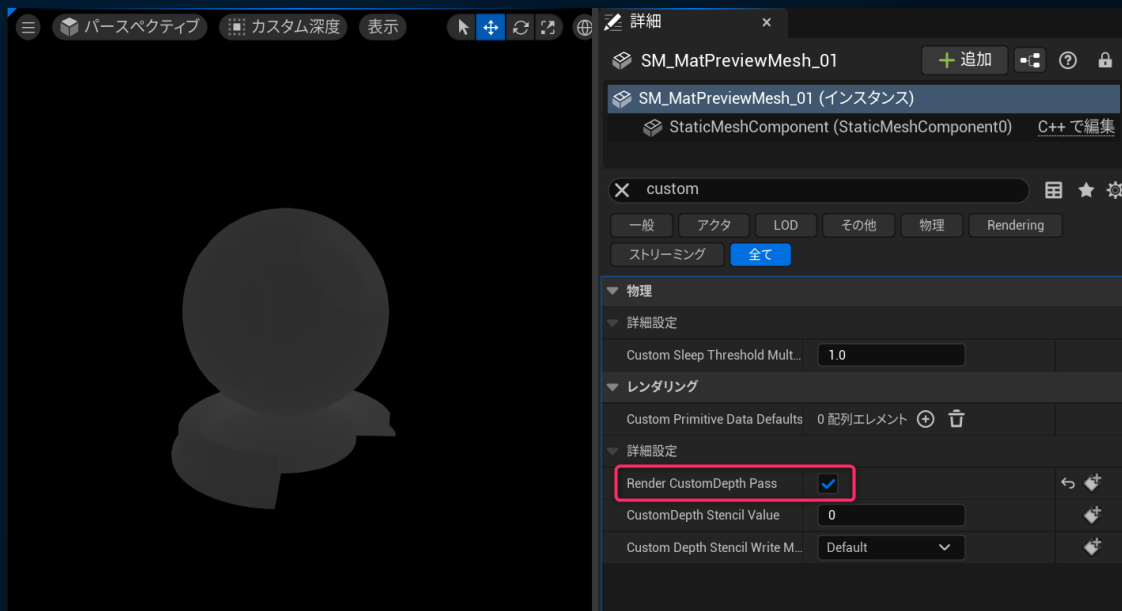 パースペクティブ カスタム深度 表示
詳細
SM_MatPreviewMesh_01 追加
SM_MatPreviewMesh_01 (インスタンス)
StaticMeshComponent (StaticMeshComponent0) C++ で編集
custom
一般 アクタ LOD その他 物理 Rendering
ストリーミング 全て
物理
詳細設定
Custom Sleep Threshold Mult... 1.0
レンダリング
Custom Primitive Data Defaults 0 配列エレメント
詳細設定
Render CustomDepth Pass
CustomDepth Stencil Value 0
Custom Depth Stencil Write M... Default